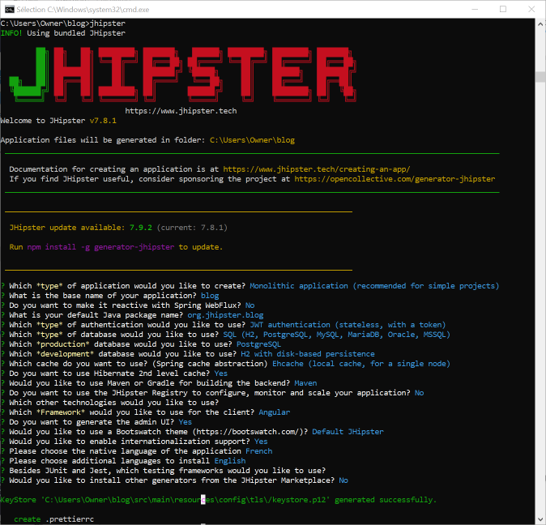 Sélection C:\Windows\system32\cmd.exe
C:\Users\Owner\blog>jhipster
INFO! Using bundled JHipster
JHIPSTER
https://www.jhipster.tech
Welcome to JHipster v7.8.1
Application files will be generated in folder: C:\Users\Owner\blog
Documentation for creating an application is at https://www.jhipster.tech/creating-an-app/
If you find JHipster useful, consider sponsoring the project at https://opencollective.com/generator-jhipster
JHipster update available: 7.9.2 (current: 7.8.1)
Run npm install -g generator-jhipster to update.
? Which *type* of application would you like to create? Monolithic application (recommended for simple projects)
? What is the base name of your application? blog
? Do you want to make it reactive with Spring WebFlux? No
? What is your default Java package name? org.jhipster.blog
? Which *type* of authentication would you like to use? JWT authentication (stateless, with a token)
? Which *type* of database would you like to use? SQL (H2, PostgreSQL, MySQL, MariaDB, Oracle, MSSQL)
? Which *production* database would you like to use? PostgreSQL
? Which *development* database would you like to use? H2 with disk-based persistence
? Which cache do you want to use? (Spring cache abstraction) Ehcache (local cache, for a single node)
? Do you want to use Hibernate 2nd level cache? Yes
? Would you like to use Maven or Gradle for building the backend? Maven
? Do you want to use the JHipster Registry to configure, monitor and scale your application? No
? Which other technologies would you like to use?
? Which *Framework* would you like to use for the client? Angular
? Do you want to generate the admin UI? Yes
? Would you like to use a Bootswatch theme (https://bootswatch.com/)? Default JHipster
? Would you like to enable internationalization support? Yes
? Please choose the native language of the application French
? Please choose additional languages to install English
? Besides JUnit and Jest, which testing frameworks would you like to use?
? Would you like to install other generators from the JHipster Marketplace? No
KeyStore 'C:\Users\Owner\blog\src\main\resources\config\tls\/keystore.p12' generated successfully.
create .prettierrc